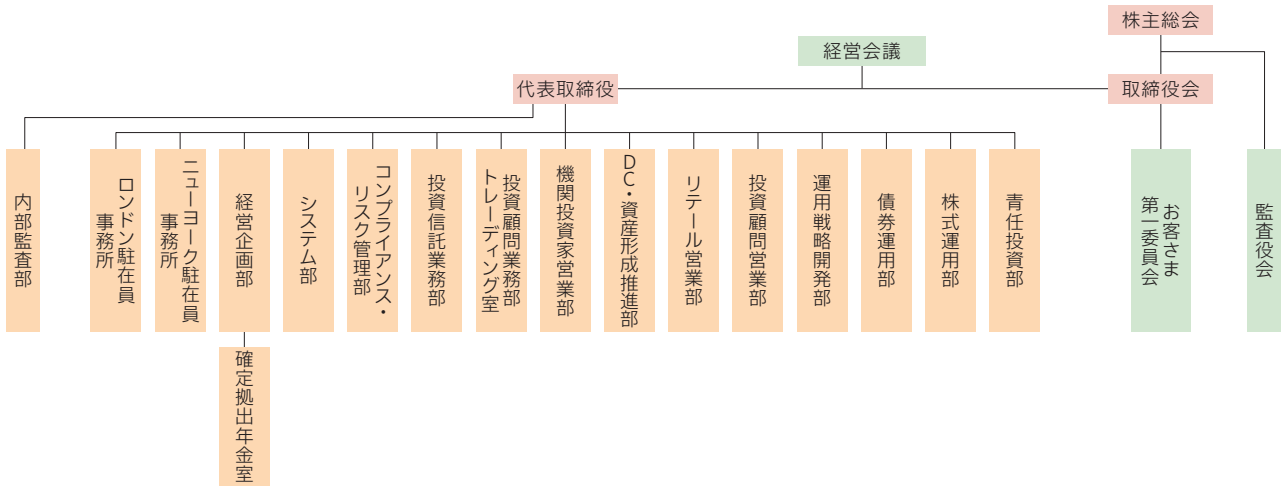 株主総会
経営会議
代表取締役
取締役会
内部監査部
ロンドン駐在員
事務所
ニューヨーク駐在員
事務所
経営企画部
システム部
コンプライアンス・
リスク管理部
投資信託業務部
投資顧問業務部
トレーディング室
機関投資家営業部
DC・資産形成推進部
リテール営業部
投資顧問営業部
運用戦略開発部
債券運用部
株式運用部
青任投資部
お客さま
第一委員会
監査役会
確定拠出年金室